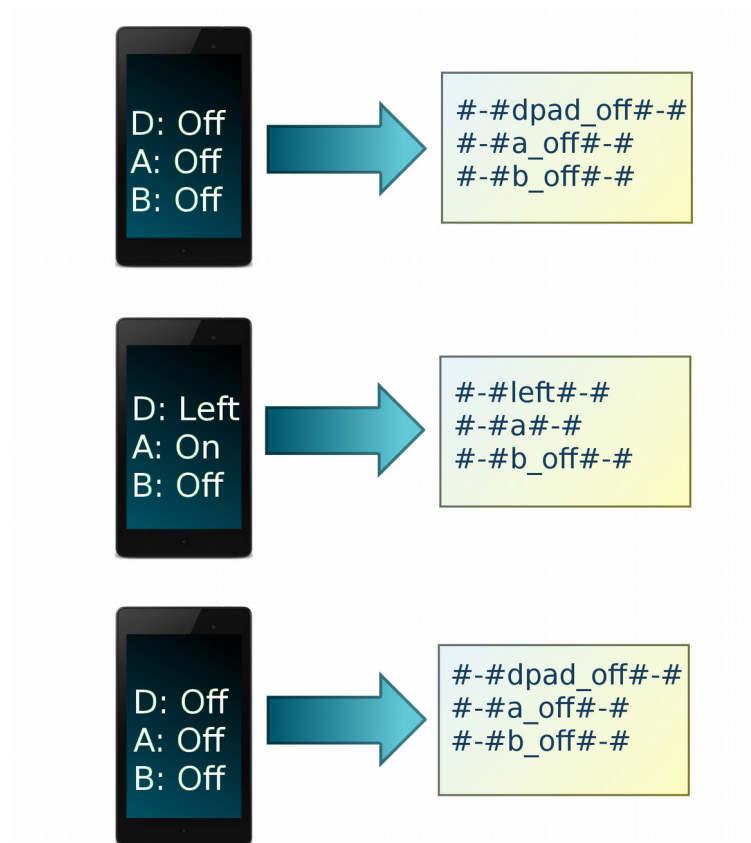 D: Off
A: Off
B: Off
#-#dpad_off#-#
#-#a_off#-#
#-#b_off#-#
D: Left
A: On
B: Off
#-#left#-#
#-#a#-#
#-#b_off#-#
D: Off
A: Off
B: Off
#-#dpad_off#-#
#-#a_off#-#
#-#b_off#-#